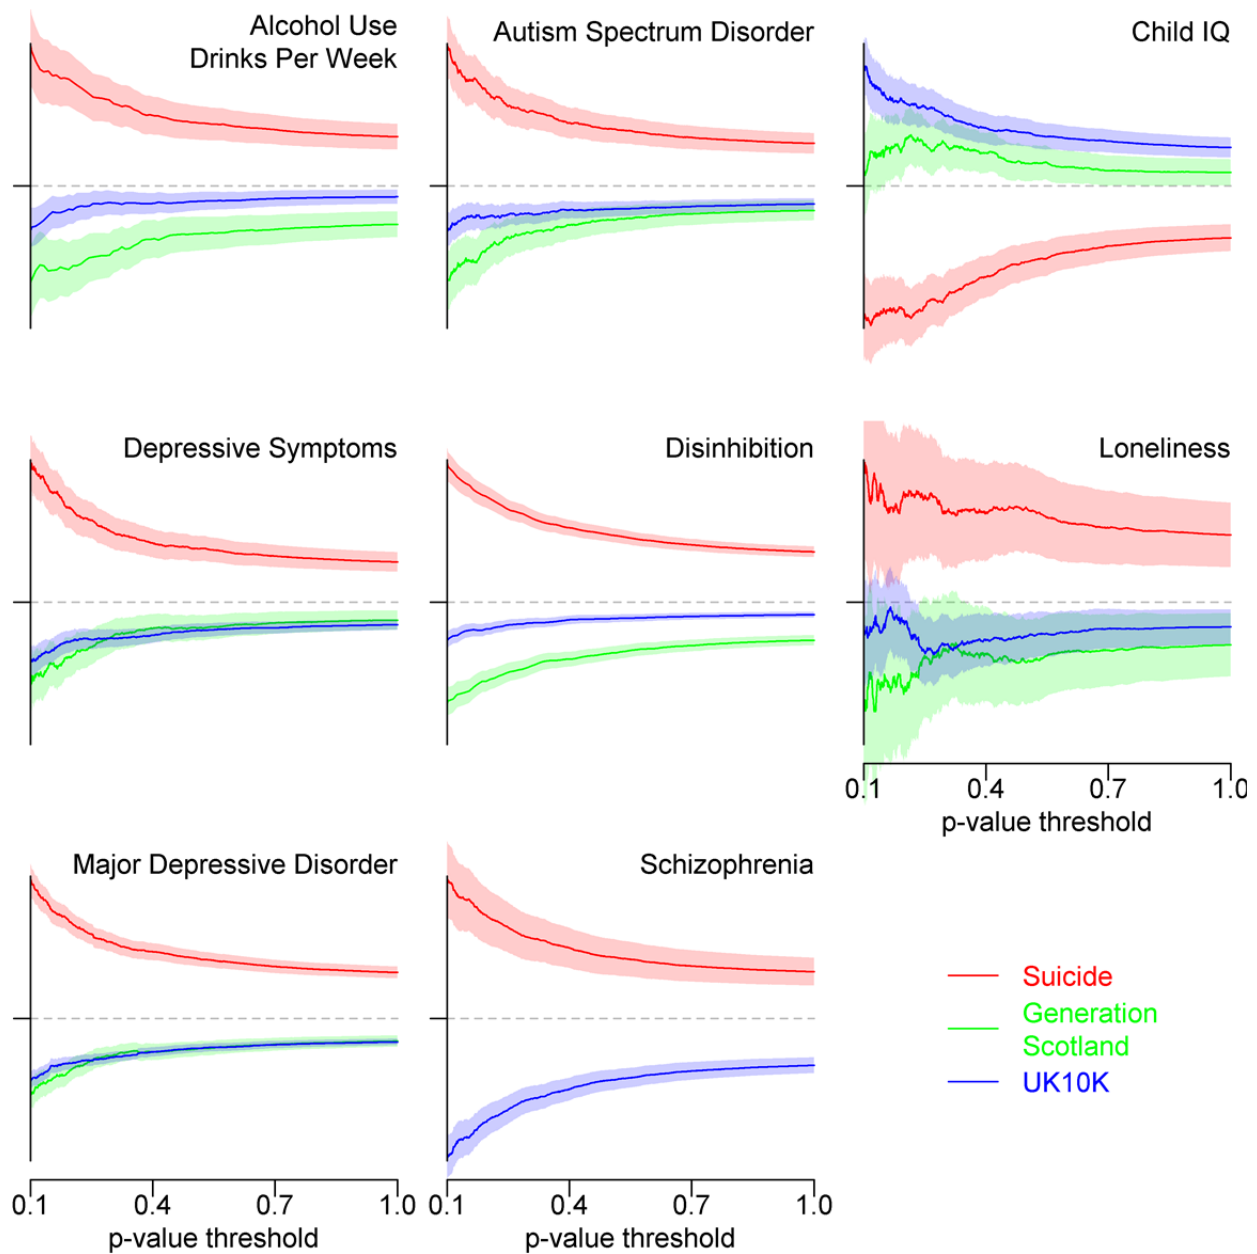 Alcohol Use
Drinks Per Week
Autism Spectrum Disorder
Child IQ
Depressive Symptoms
Disinhibition
Loneliness
0.1 0.4 0.7 1.0
p-value threshold
Major Depressive Disorder
Schizophrenia
Suicide
Generation
Scotland
UK10K
0.1 0.4 0.7 1.0
p-value threshold
0.1 0.4 0.7 1.0
p-value threshold